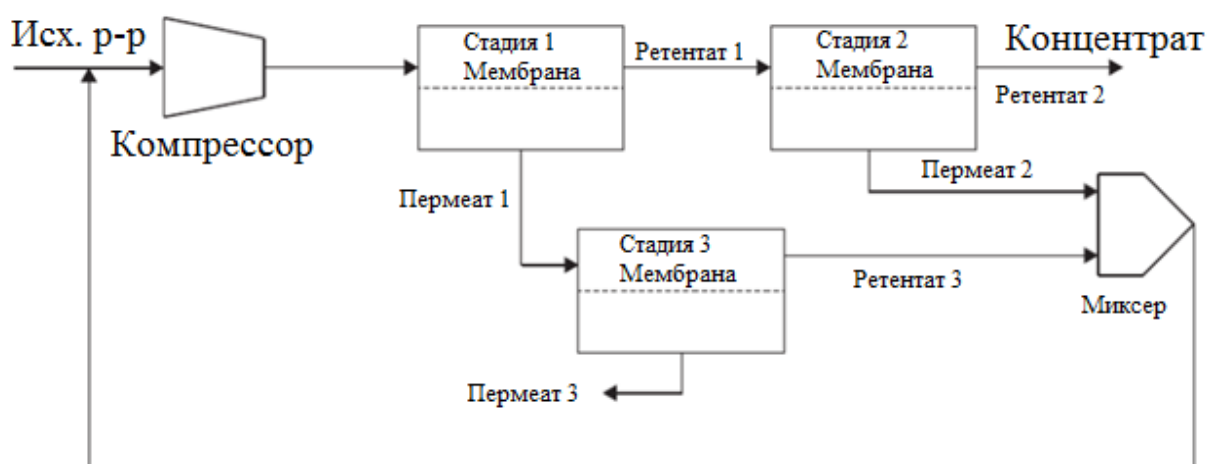 Исх. р-р
Компрессор
Стадия 1
Мембрана
Ретентат 1
Стадия 2
Мембрана
Концентрат
Ретентат 2
Пермеат 1
Пермеат 2
Стадия 3
Мембрана
Ретентат 3
Миксер
Пермеат 3